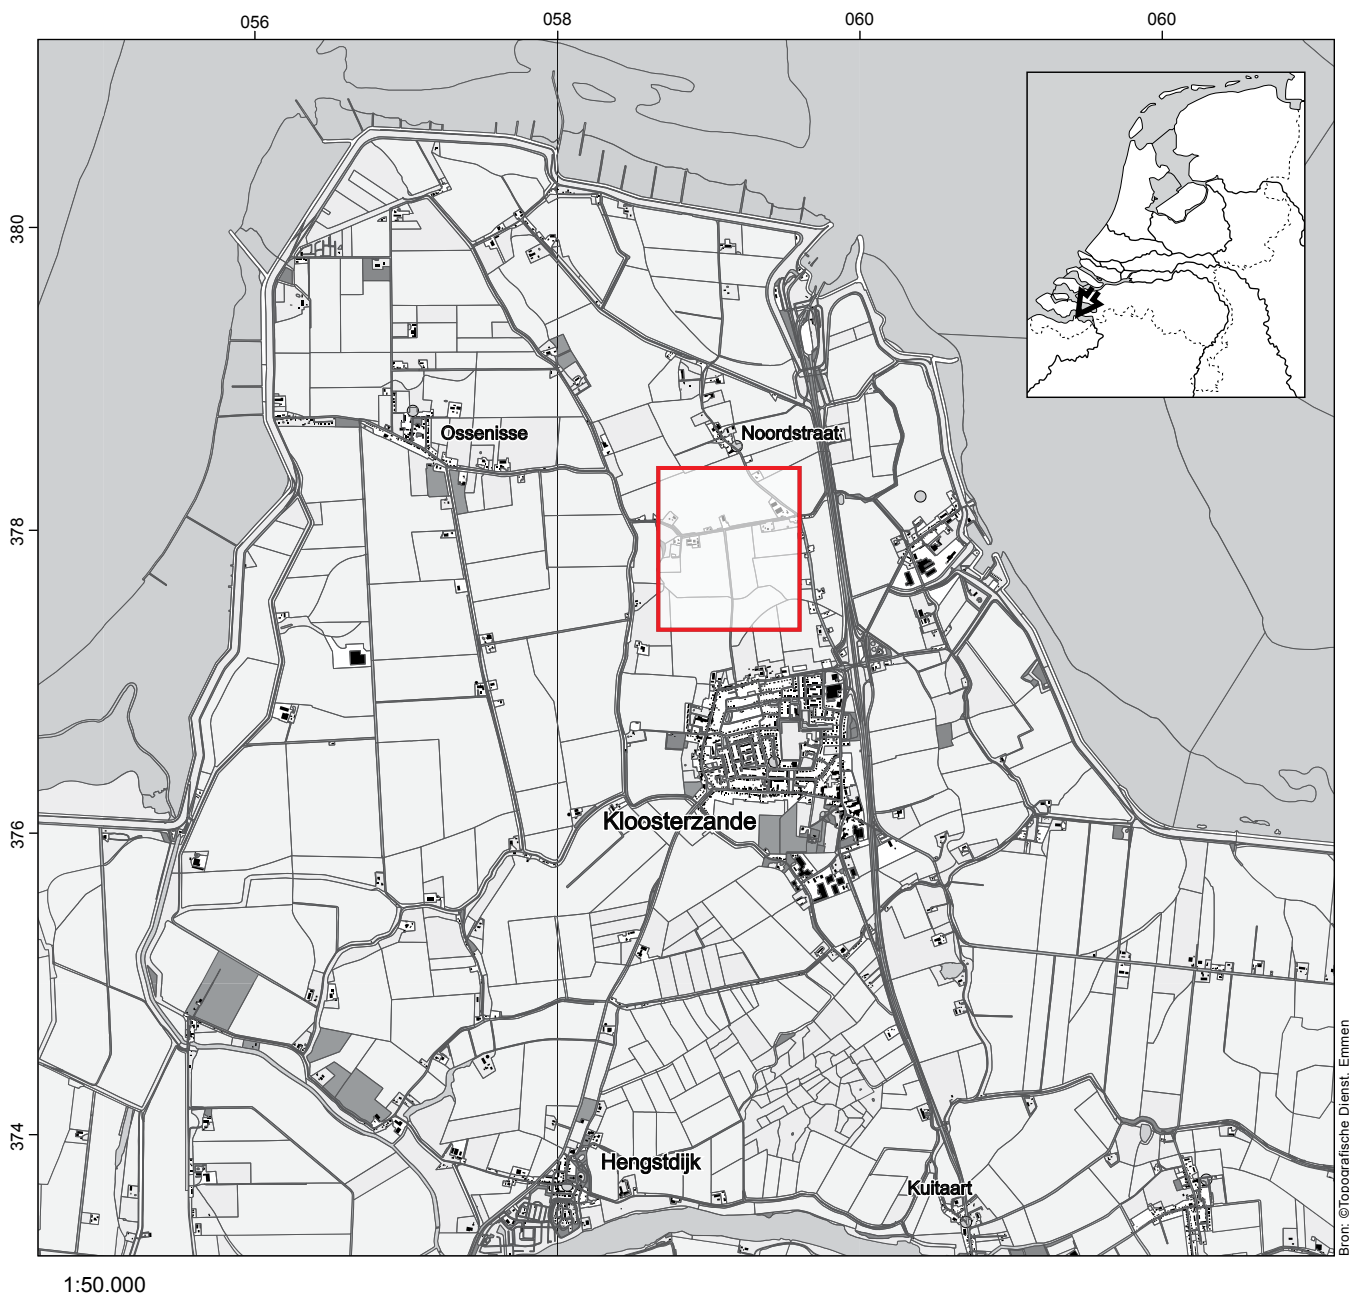 056 058 060 060
380
Ossenisse
Noordstraat
378
Kloosterzande
376
374
Hengstdijk
Kuitaart
Bron: ©Topografische Dienst, Emmen
1:50.000